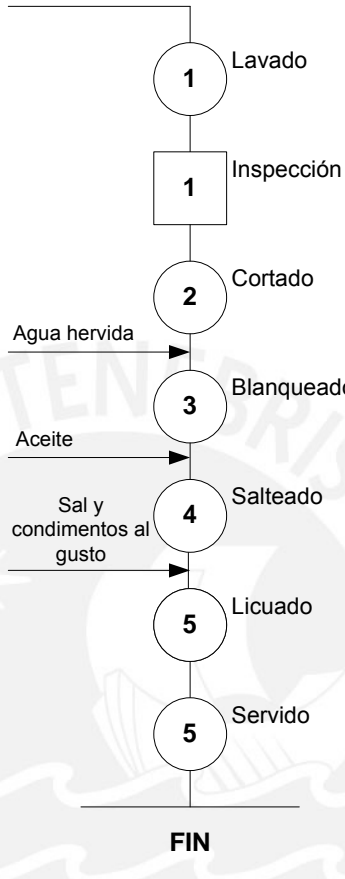 1
Lavado
1
Inspección
2
Cortado
Agua hervida
3
Blanqueado
Aceite
4
Salteado
Sal y
condimentos al
gusto
5
Licuado
5
Servido
FIN
TENEBRIS